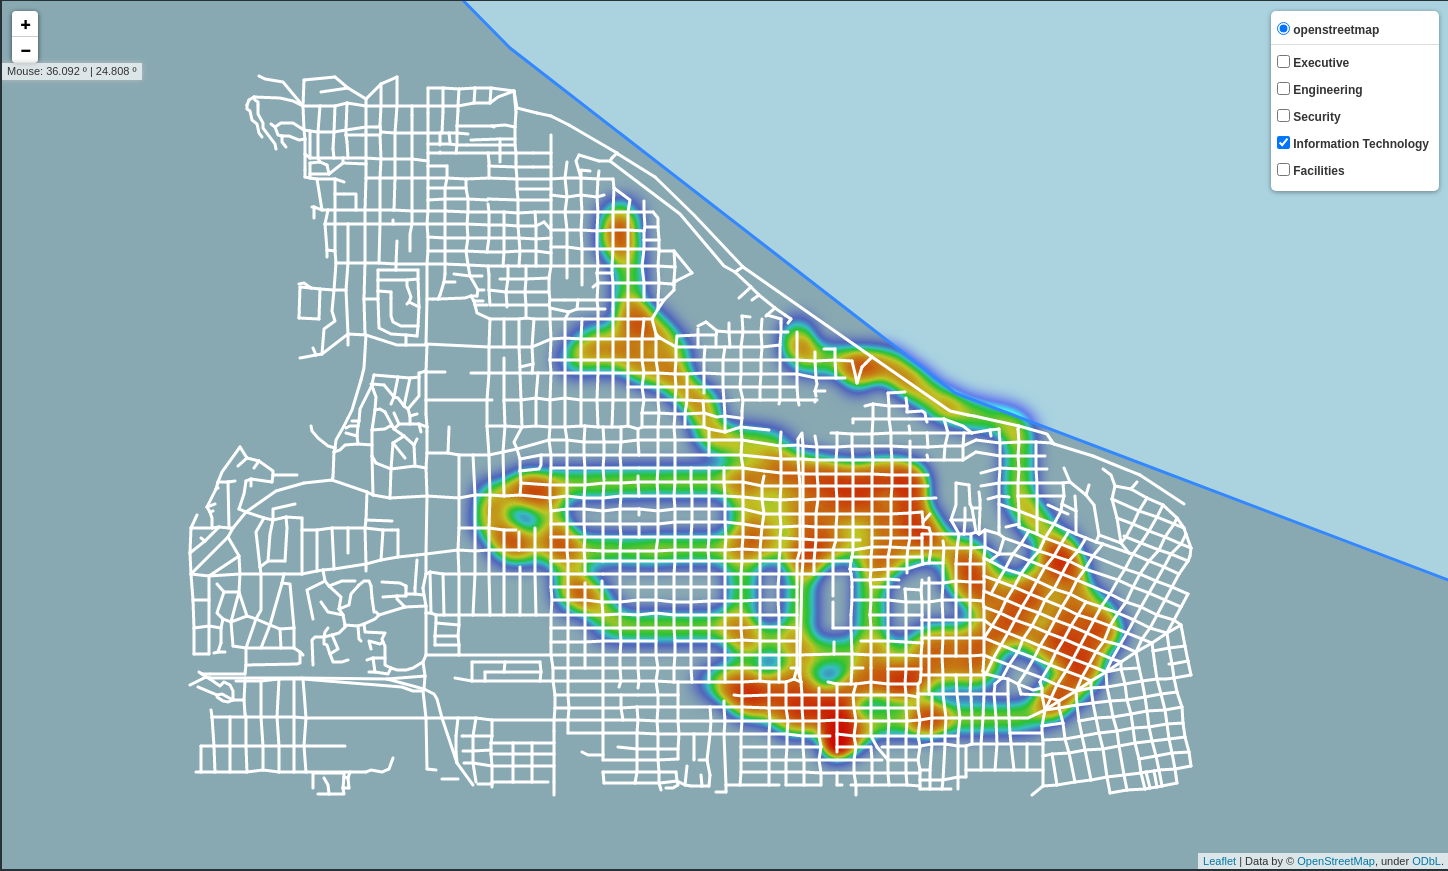 +
−
Mouse: 36.092 º | 24.808 º
openstreetmap
Executive
Engineering
Security
Information Technology
Facilities
Leaflet | Data by © OpenStreetMap, under ODbL.